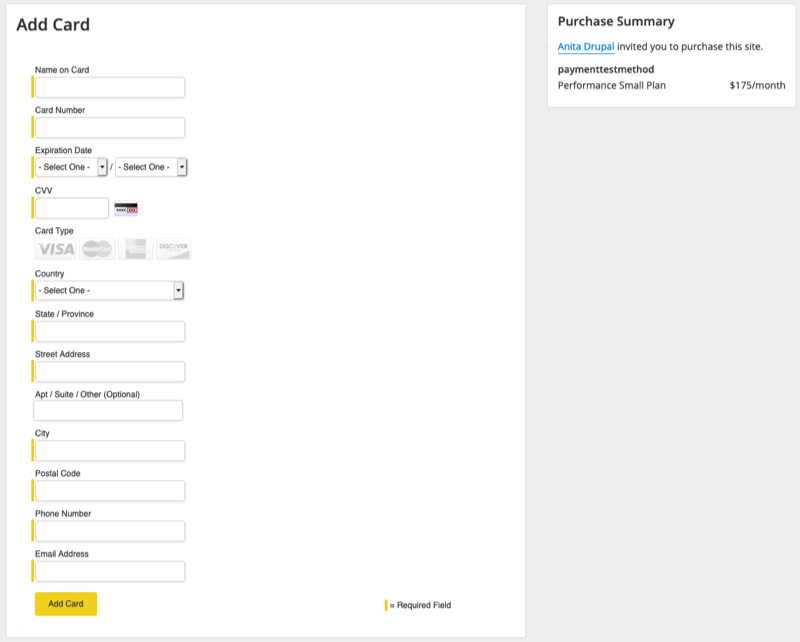 Add Card
Name on Card
Card Number
Expiration Date
- Select One - / - Select One -
CVV
Card Type
VISA MasterCard DISCOVER
Country
- Select One -
State / Province
Street Address
Apt / Suite / Other (Optional)
City
Postal Code
Phone Number
Email Address
Add Card
= Required Field
Purchase Summary
Anita Drupal invited you to purchase this site.
paymenttestmethod
Performance Small Plan $175/month